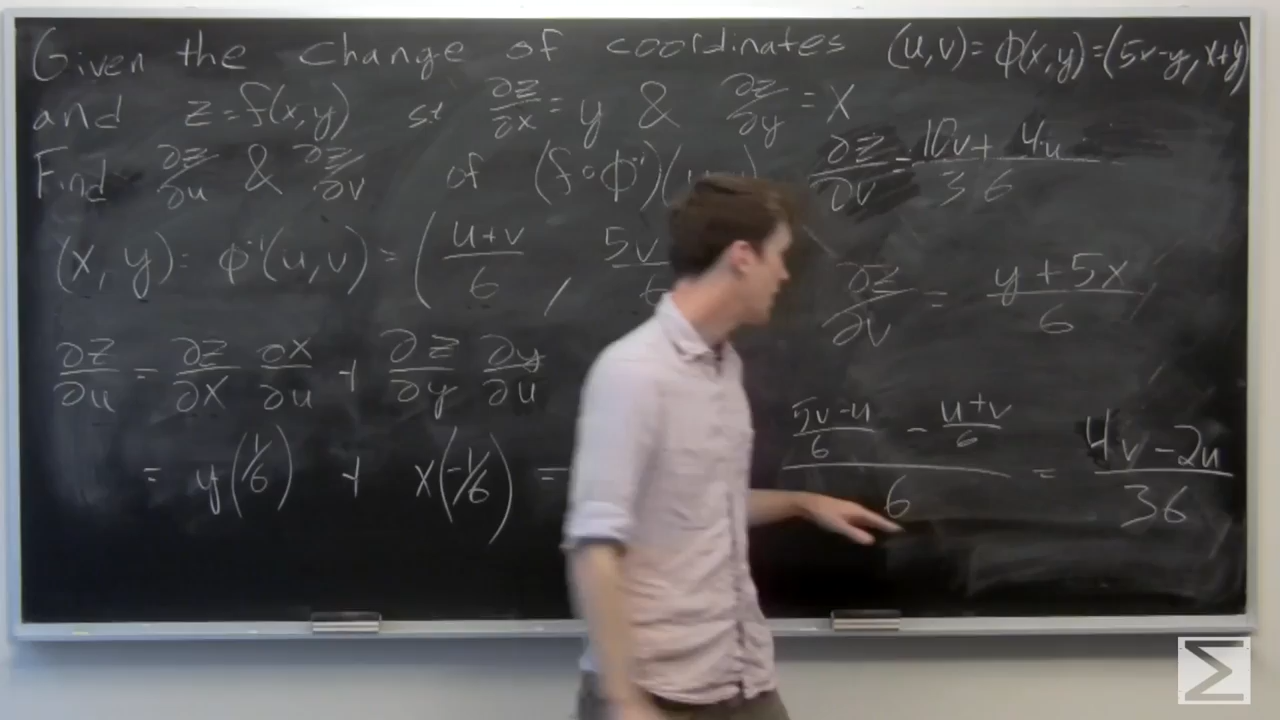 Given the change of coordinates (u,v)= ϕ(x,y)=(5x-y, x+y)
and z=f(x,y) st ∂z/∂x = y & ∂z/∂y = x
Find ∂z/∂u & ∂z/∂v of (f∘ϕ⁻¹)(u
∂z/∂v = (10v+4u)/36
(x, y)= ϕ⁻¹(u,v) = ( (u+v)/6 , 5v
∂z/∂v = (y+5x)/6
∂z/∂u = ∂z/∂x ∂x/∂u + ∂z/∂y ∂y/∂u
= y(1/6) + x(-1/6) =
((5v-u)/6 - (u+v)/6)/6 = (4v-2u)/36
Σ